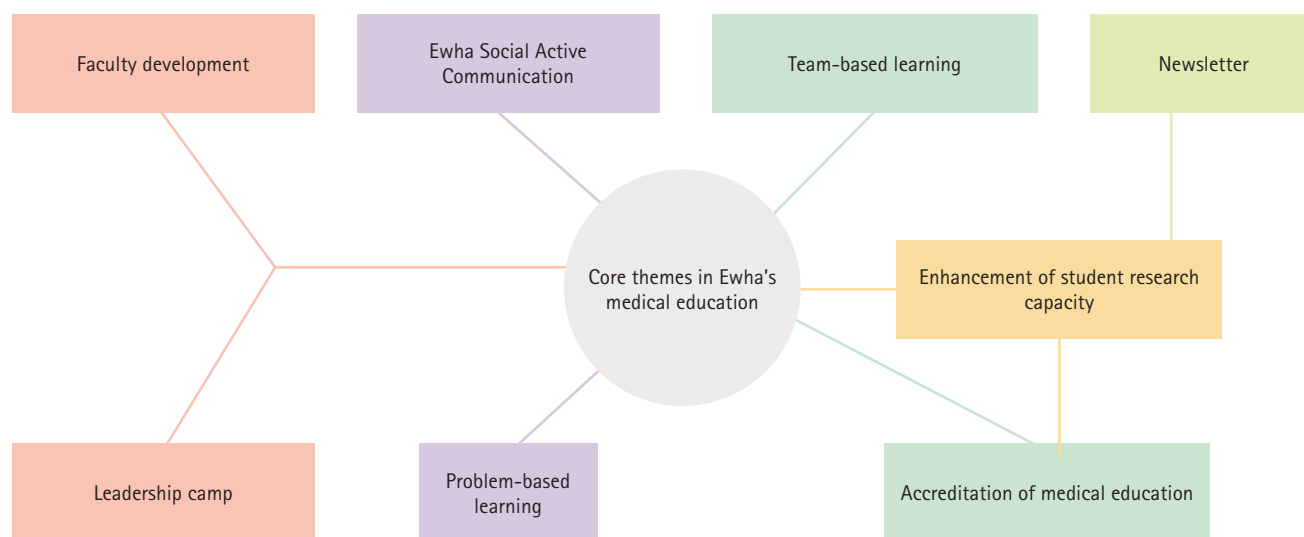 Faculty development
Ewha Social Active
Communication
Team-based learning
Newsletter
Core themes in Ewha's
medical education
Enhancement of student research
capacity
Leadership camp
Problem-based
learning
Accreditation of medical education